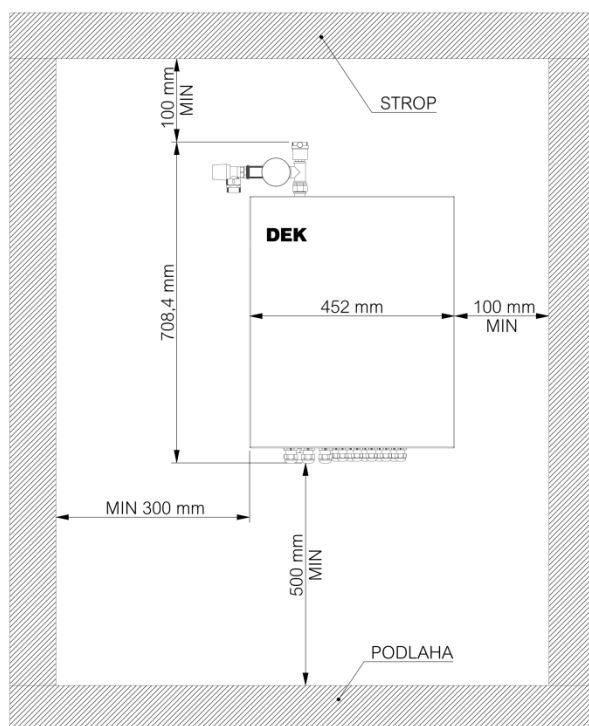 100 mm
MIN
STROP
DEK
708,4 mm
452 mm
100 mm
MIN
MIN 300 mm
500 mm
MIN
PODLAHA